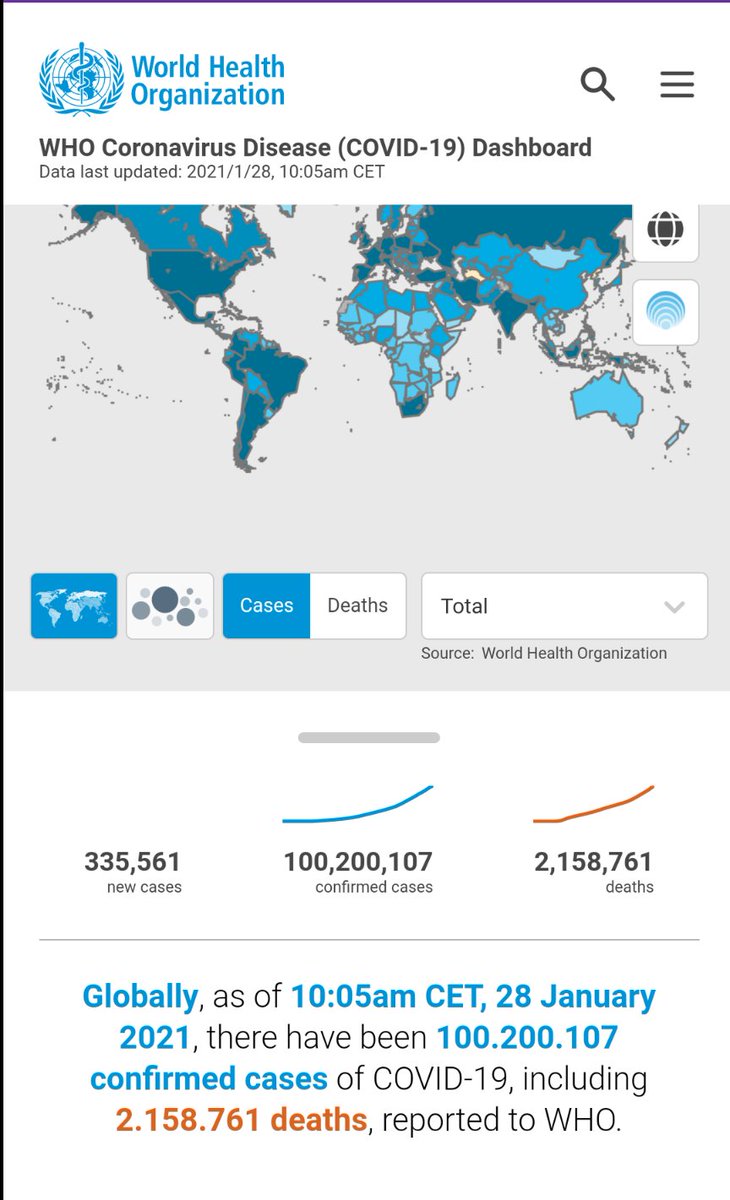 World Health
Organization
WHO Coronavirus Disease (COVID-19) Dashboard
Data last updated: 2021/1/28, 10:05am CET
Cases
Deaths
Total
Source: World Health Organization
335,561
new cases
100,200,107
confirmed cases
2,158,761
deaths
Globally, as of 10:05am CET, 28 January
2021, there have been 100.200.107
confirmed cases of COVID-19, including
2.158.761 deaths, reported to WHO.